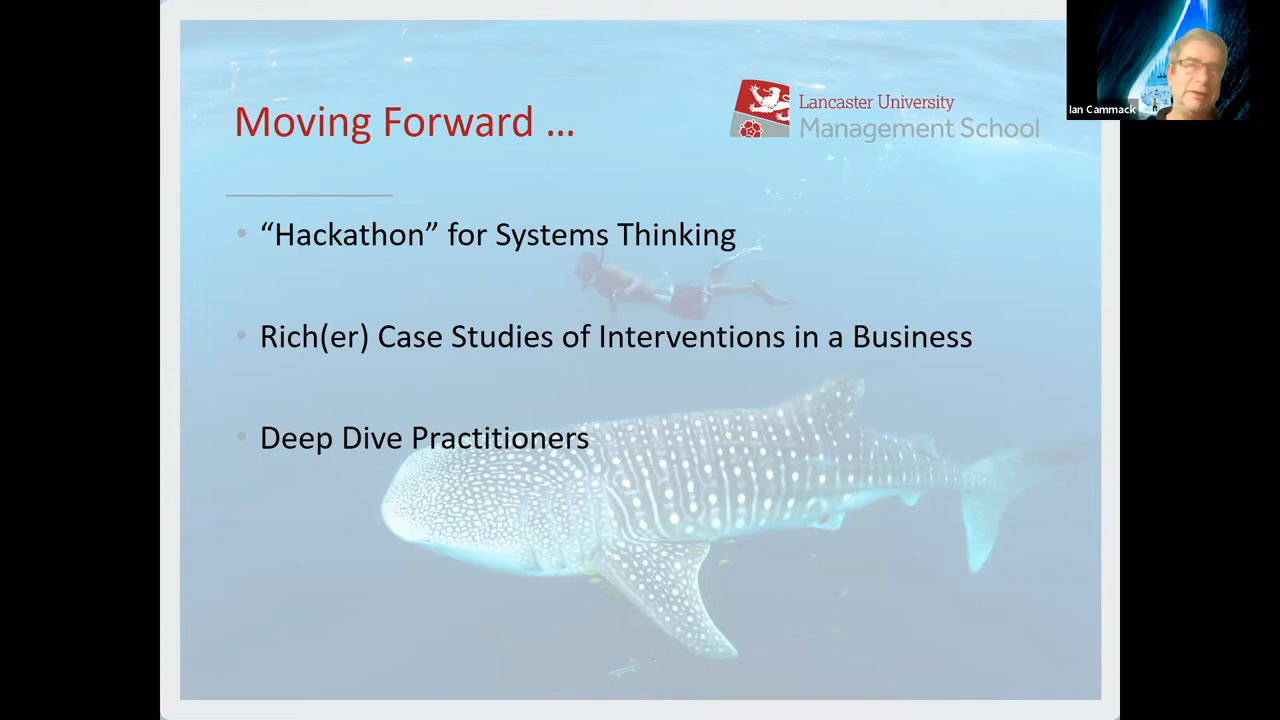 Moving Forward ...
Lancaster University
Management School
“Hackathon” for Systems Thinking
Rich(er) Case Studies of Interventions in a Business
Deep Dive Practitioners
Ian Cammack